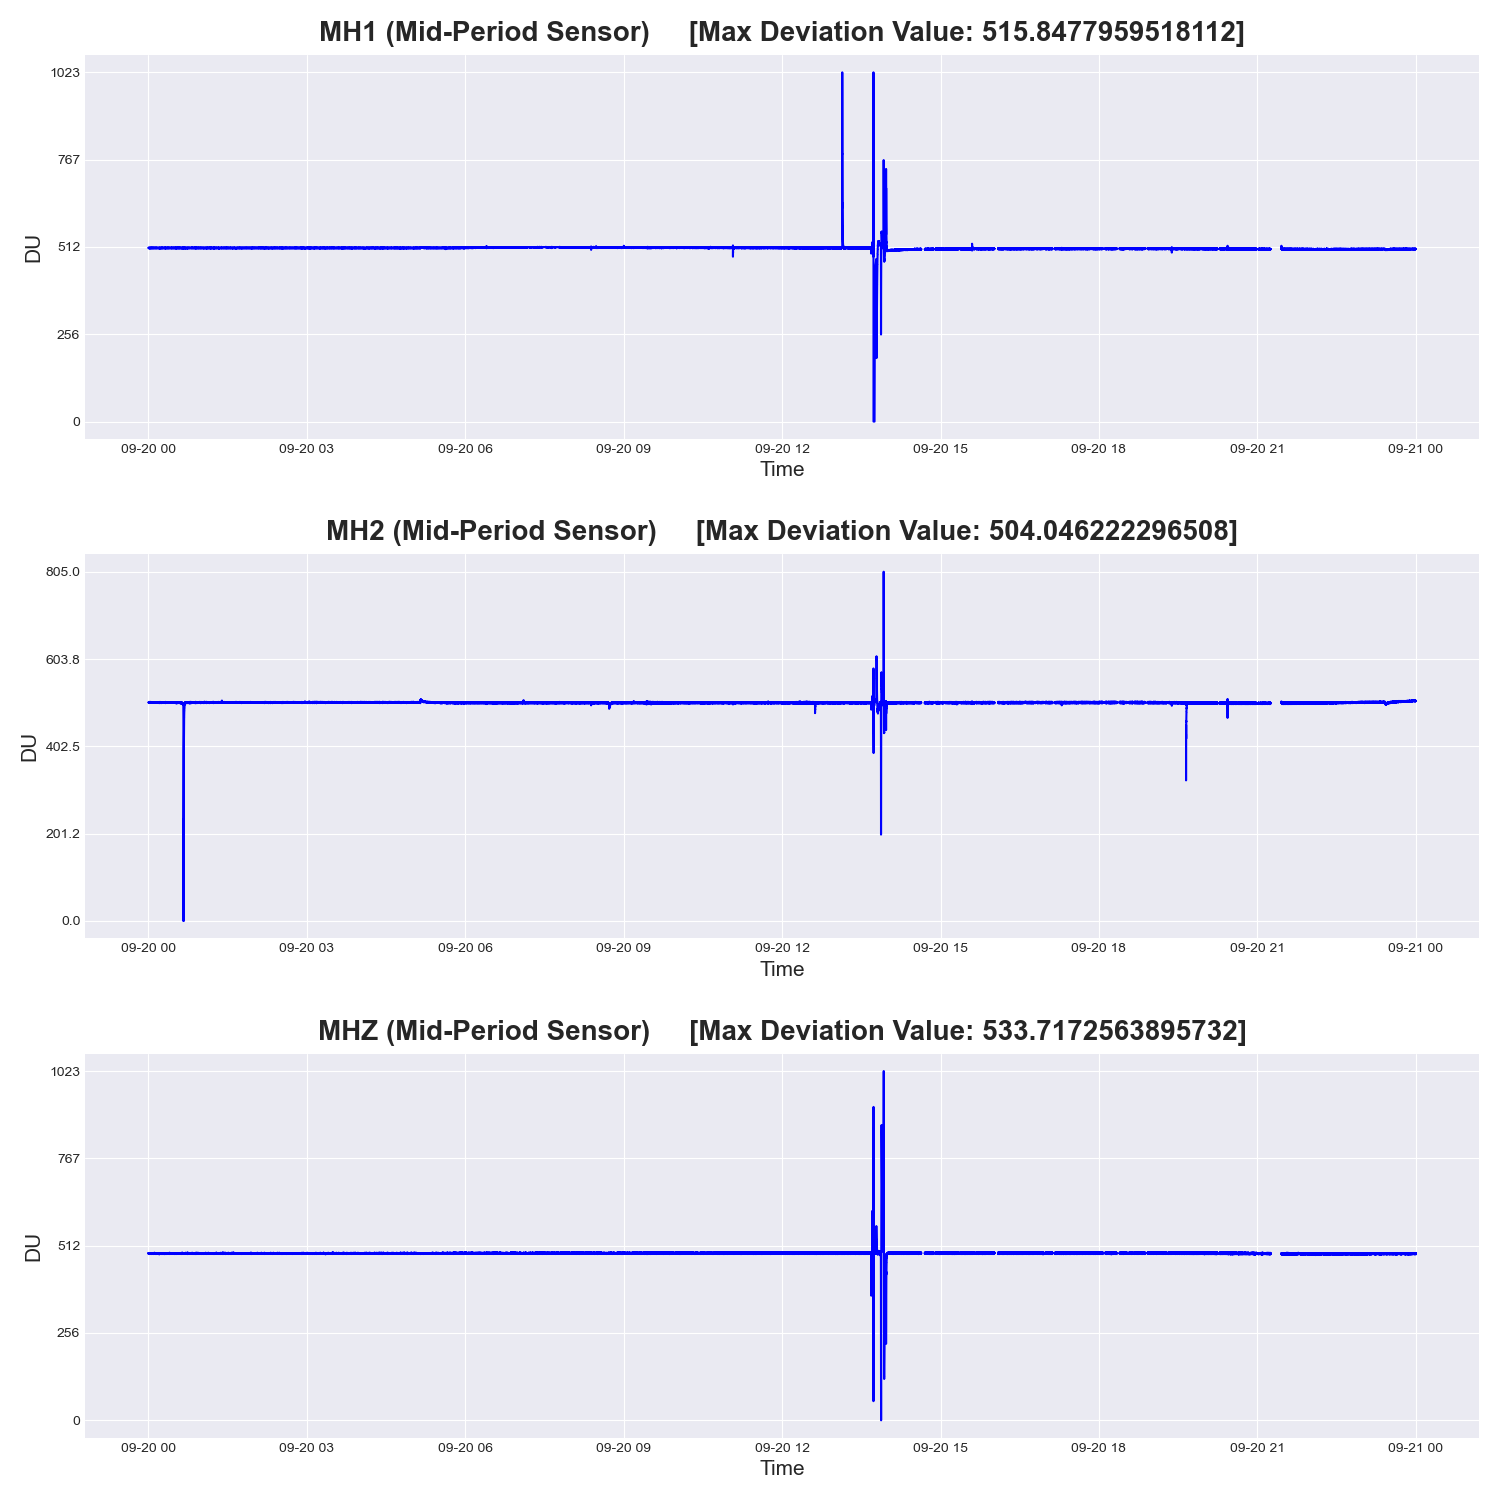 MH1 (Mid-Period Sensor) [Max Deviation Value: 515.8477959518112]
1023
767
512
256
0
DU
09-20 00 09-20 03 09-20 06 09-20 09 09-20 12 09-20 15 09-20 18 09-20 21 09-21 00
Time
MH2 (Mid-Period Sensor) [Max Deviation Value: 504.046222296508]
805.0
603.8
402.5
201.2
0.0
DU
09-20 00 09-20 03 09-20 06 09-20 09 09-20 12 09-20 15 09-20 18 09-20 21 09-21 00
Time
MHZ (Mid-Period Sensor) [Max Deviation Value: 533.7172563895732]
1023
767
512
256
0
DU
09-20 00 09-20 03 09-20 06 09-20 09 09-20 12 09-20 15 09-20 18 09-20 21 09-21 00
Time